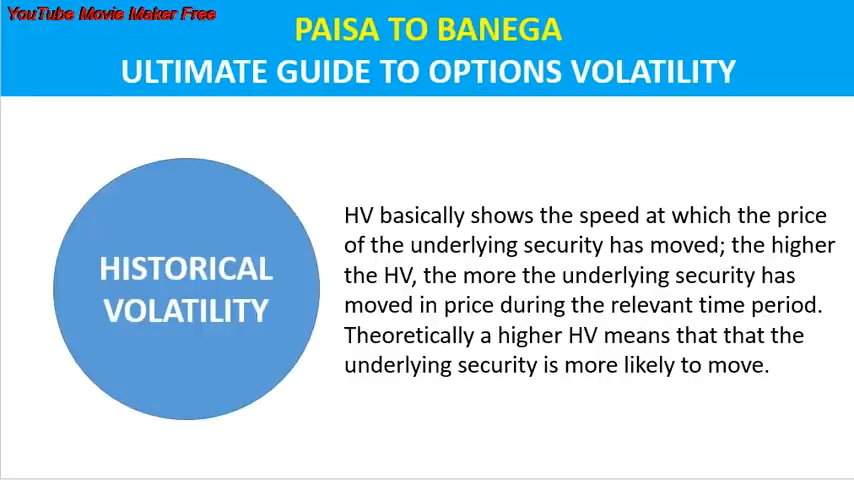 YouTube Movie Maker Free
PAISA TO BANEGA
ULTIMATE GUIDE TO OPTIONS VOLATILITY
HISTORICAL
VOLATILITY
HV basically shows the speed at which the price
of the underlying security has moved; the higher
the HV, the more the underlying security has
moved in price during the relevant time period.
Theoretically a higher HV means that that the
underlying security is more likely to move.